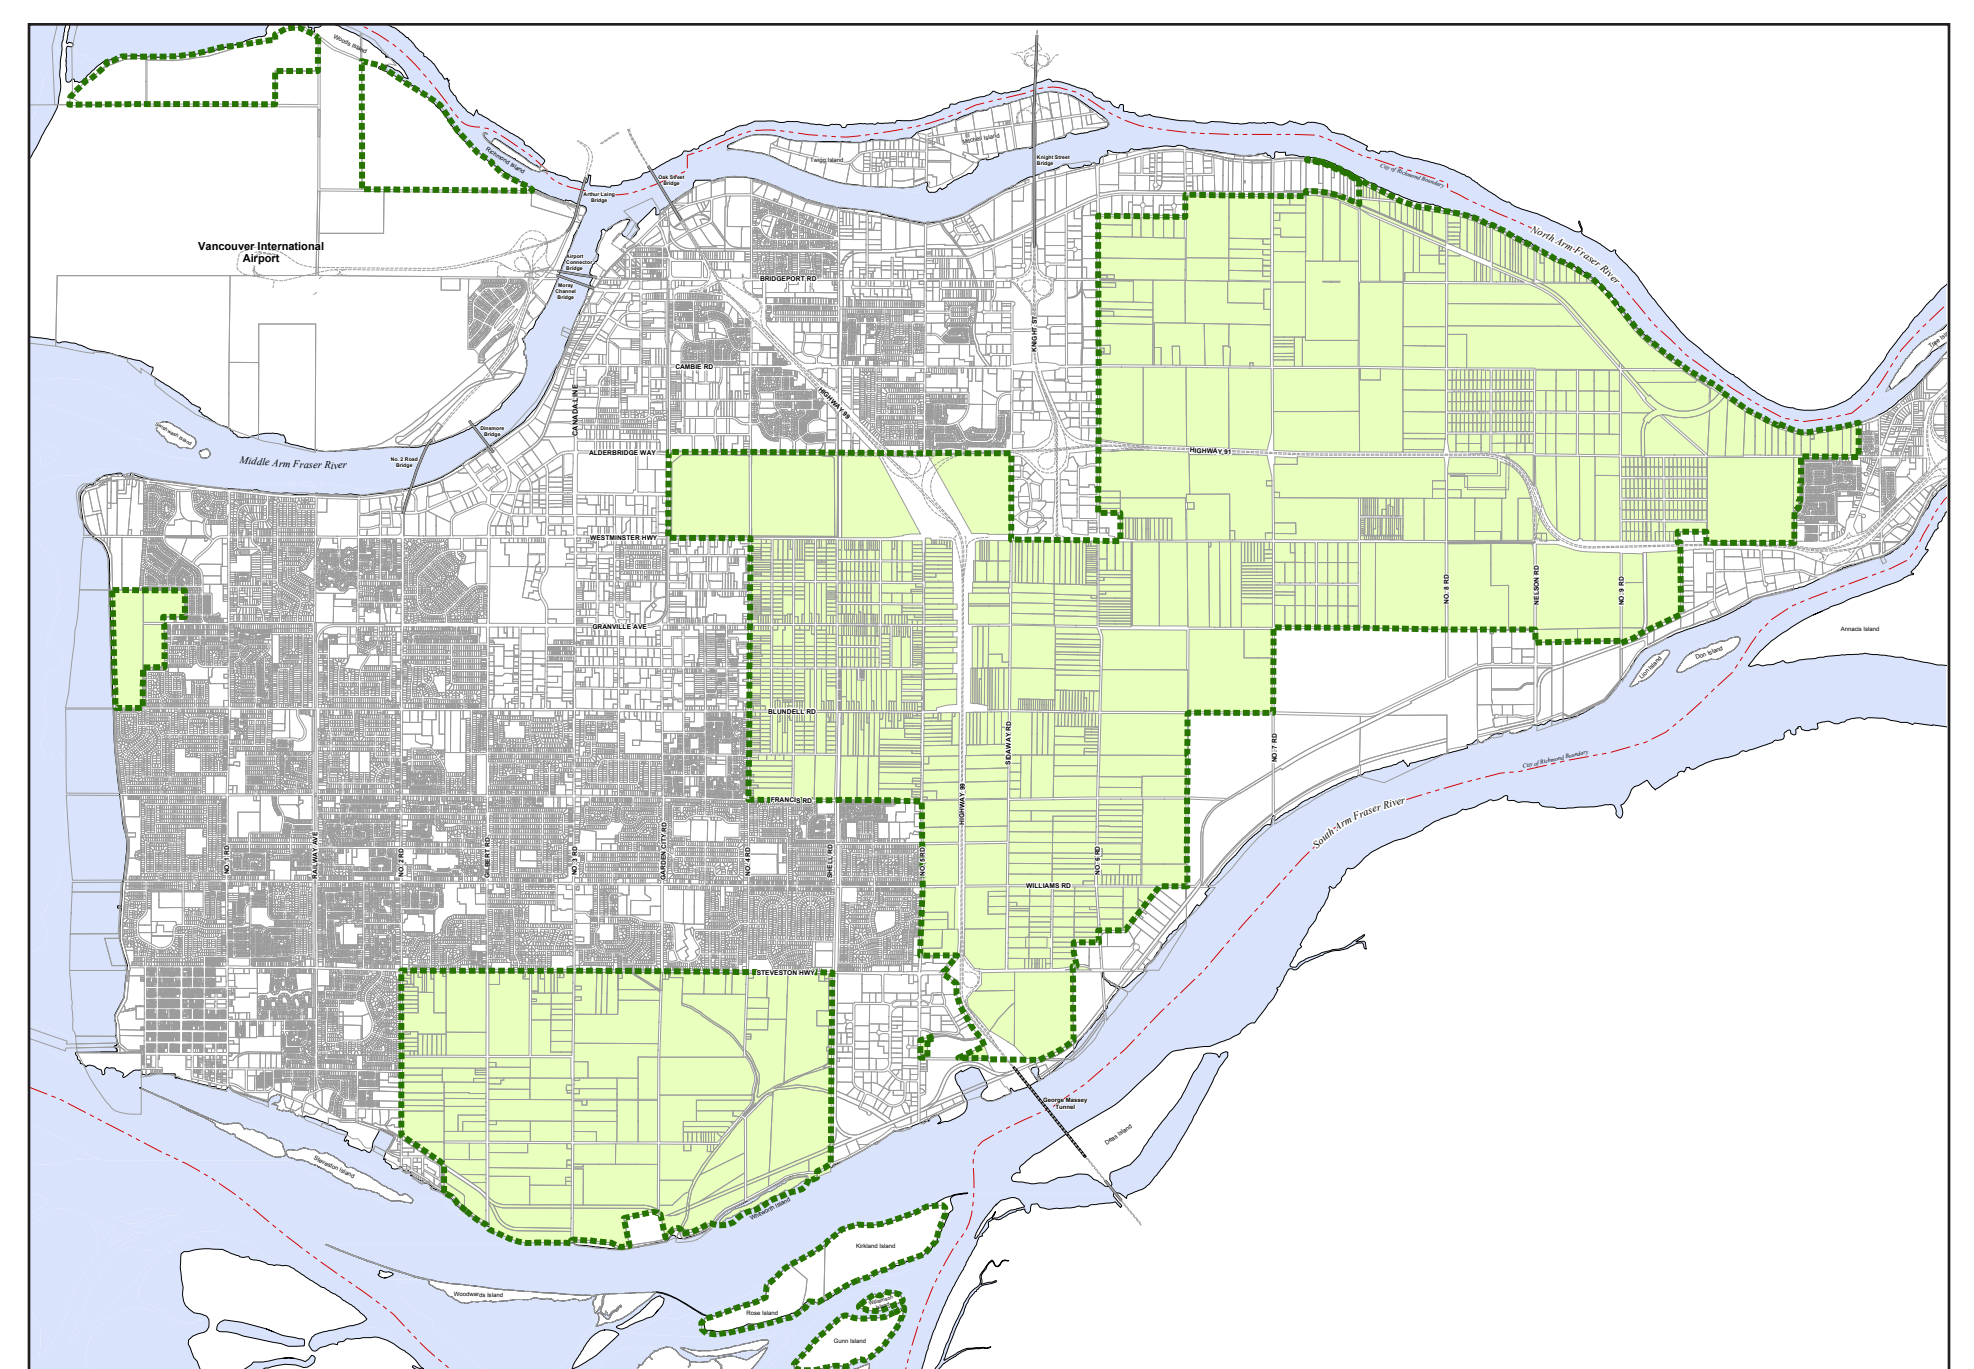 Woods Island
Richmond Island
Arthur Laing
Bridge
Oak Street
Bridge
Twigg Island
Mitchell Island
Knight Street
Bridge
City of Richmond Boundary
North Arm Fraser River
Vancouver International
Airport
Airport
Connector
Bridge
Moray
Channel
Bridge
BRIDGEPORT RD
KNIGHT ST
CAMBIE RD
HIGHWAY 99
CANADA LINE
Dinsmore
Bridge
No. 2 Road
Bridge
Middle Arm Fraser River
ALDERBRIDGE WAY
HIGHWAY 91
WESTMINSTER HWY
NO. 8 RD
NELSON RD
NO. 9 RD
GRANVILLE AVE
Annacis Island
Lion Island
Don Island
BLUNDELL RD
SIDAWAY RD
NO. 7 RD
City of Richmond Boundary
HIGHWAY 99
FRANCIS RD
South Arm Fraser River
NO. 1 RD
RAILWAY AVE
NO. 2 RD
GILBERT RD
NO. 3 RD
GARDEN CITY RD
NO. 4 RD
SHELL RD
NO. 5 RD
NO. 6 RD
WILLIAMS RD
STEVESTON HWY
George Massey
Tunnel
Deas Island
Steveston Island
Whitworth Island
Kirkland Island
Woodwards Island
Rose Island
Gunn Island